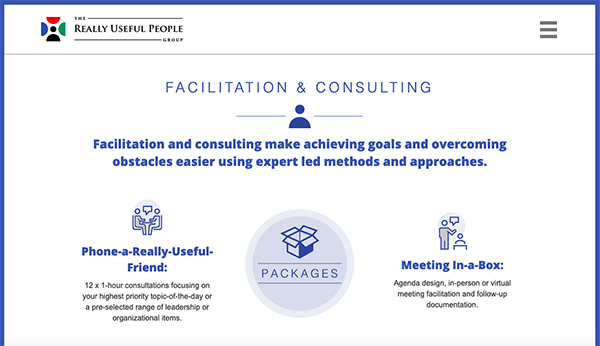 THE
REALLY USEFUL PEOPLE
GROUP
FACILITATION & CONSULTING
Facilitation and consulting make achieving goals and overcoming
obstacles easier using expert led methods and approaches.
Phone-a-Really-Useful-
Friend:
12 x 1-hour consultations focusing on
your highest priority topic-of-the-day or
a pre-selected range of leadership or
organizational items.
PACKAGES
Meeting In-a-Box:
Agenda design, in-person or virtual
meeting facilitation and follow-up
documentation.